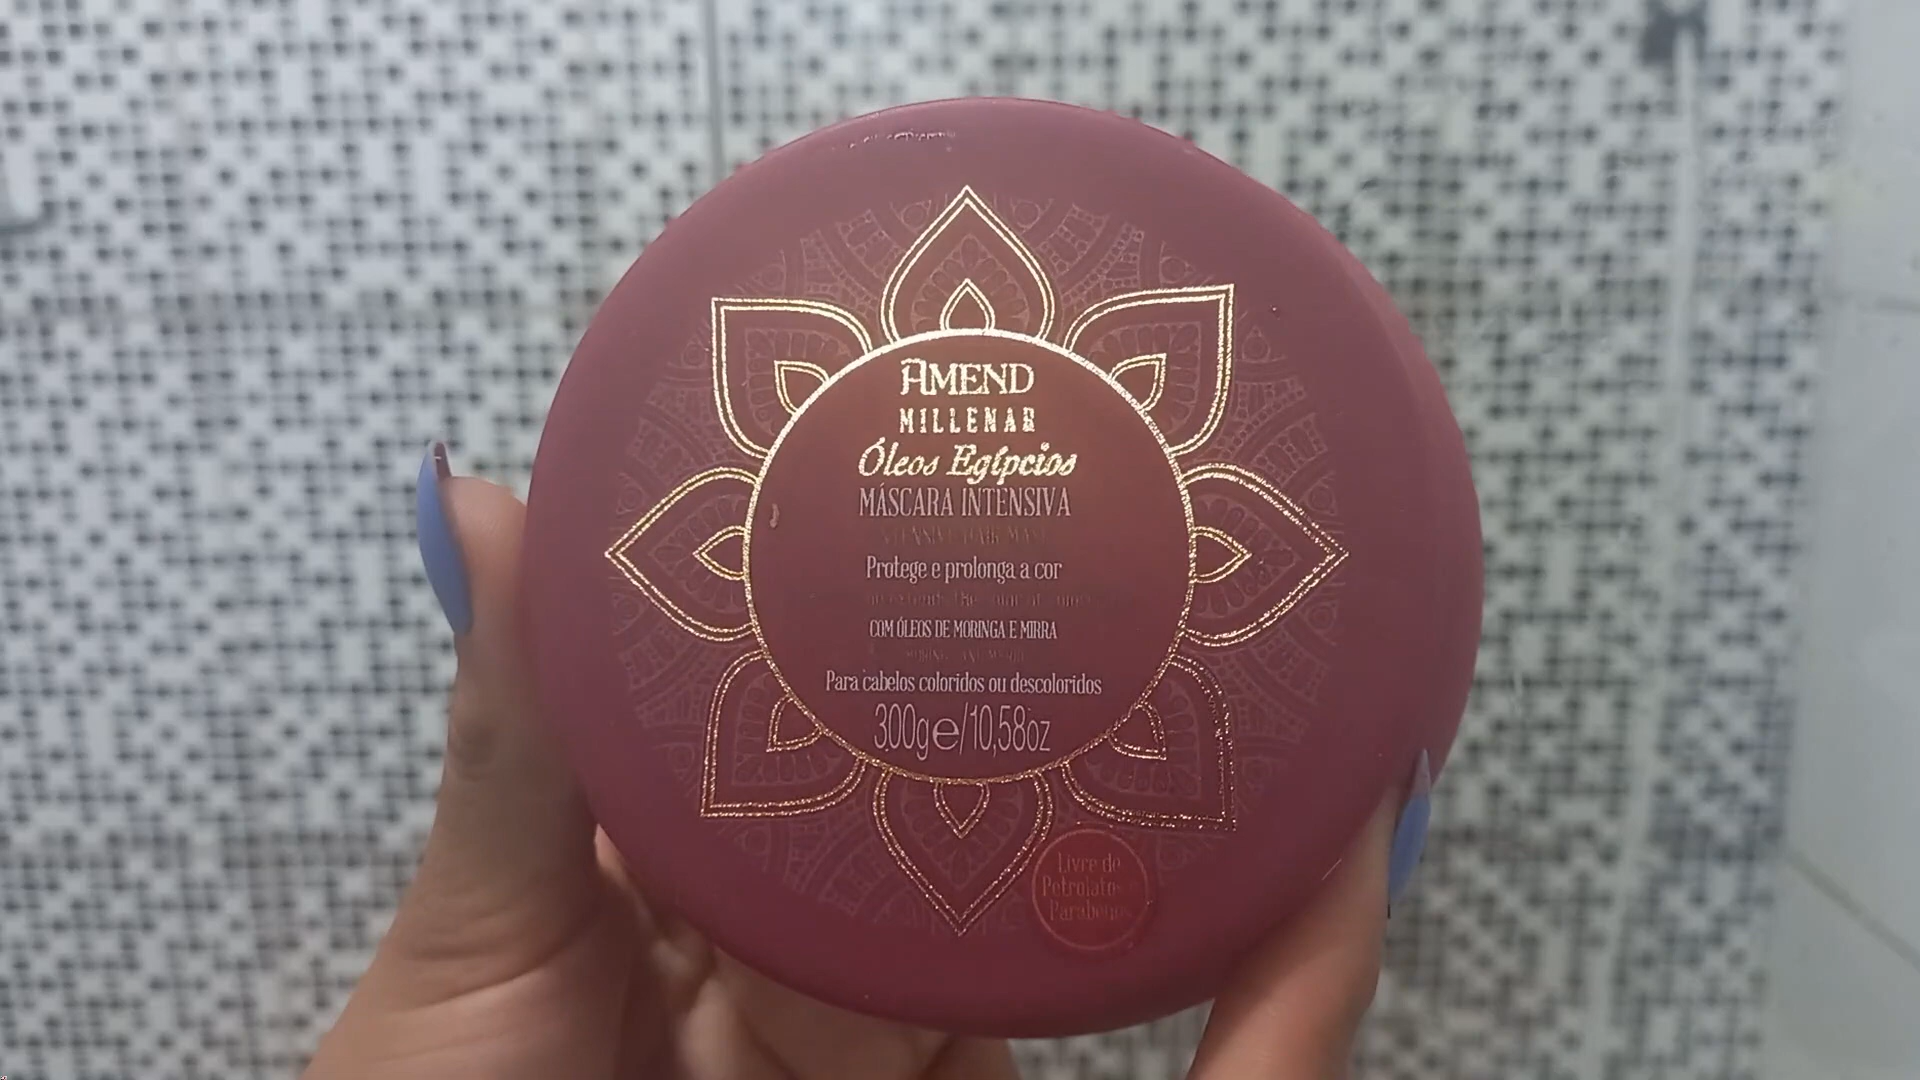 AMEND
MILLENAR
Óleos Egípcios
MÁSCARA INTENSIVA
Protege e prolonga a cor
COM ÓLEOS DE MORINGA E MIRRA
Para cabelos coloridos ou descoloridos
300g℮/10,58oz
Livre de
Petrolatos e
Parabenos